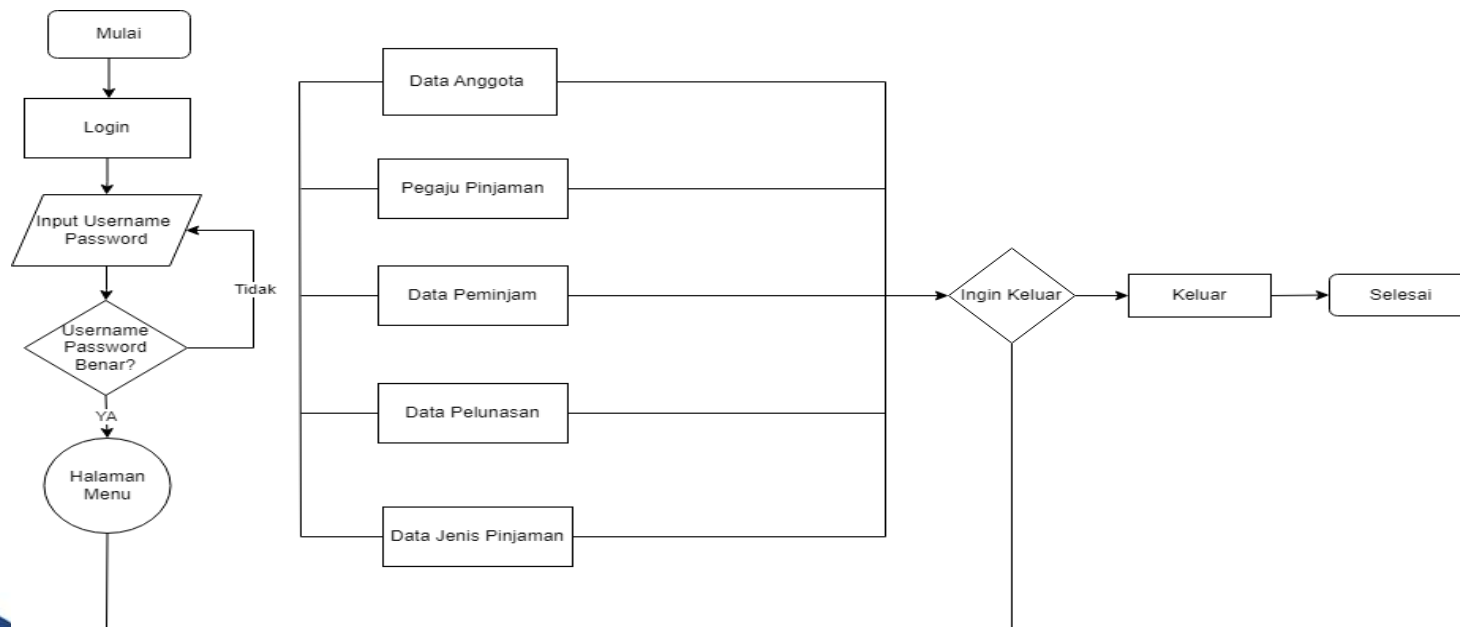 Mulai
Login
Input Username
Password
Tidak
Username
Password
Benar?
YA
Halaman
Menu
Data Anggota
Pegaju Pinjaman
Data Peminjam
Data Pelunasan
Data Jenis Pinjaman
Ingin Keluar
Keluar
Selesai